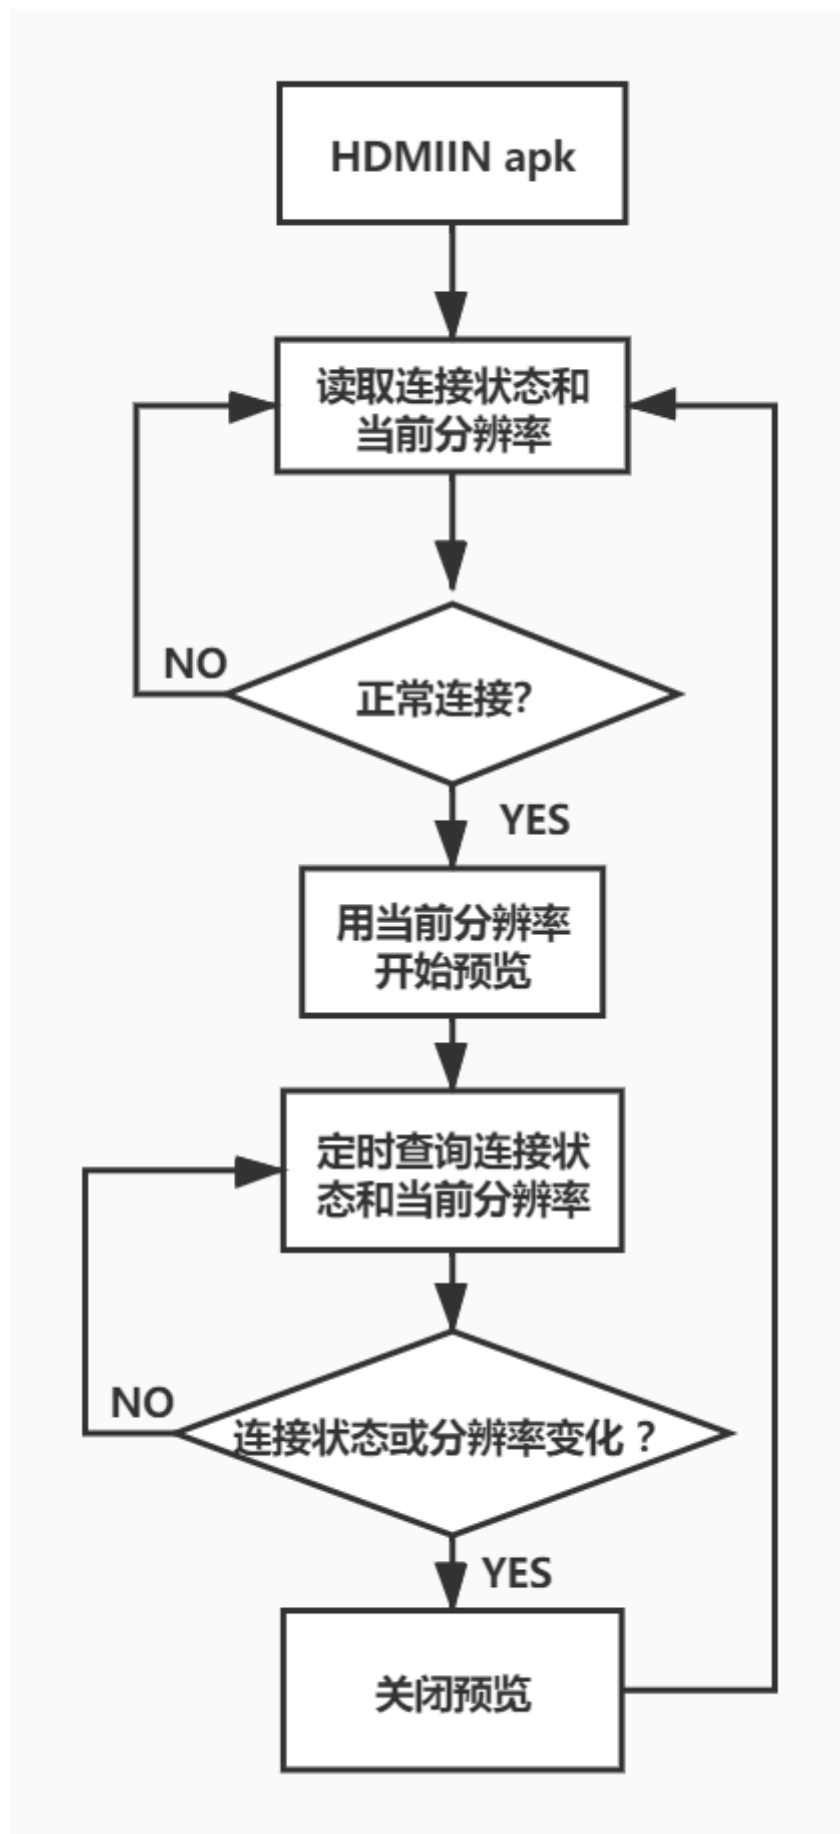 HDMIIN apk
读取连接状态和
当前分辨率
NO
正常连接?
YES
用当前分辨率
开始预览
定时查询连接状
态和当前分辨率
NO
连接状态或分辨率变化？
YES
关闭预览